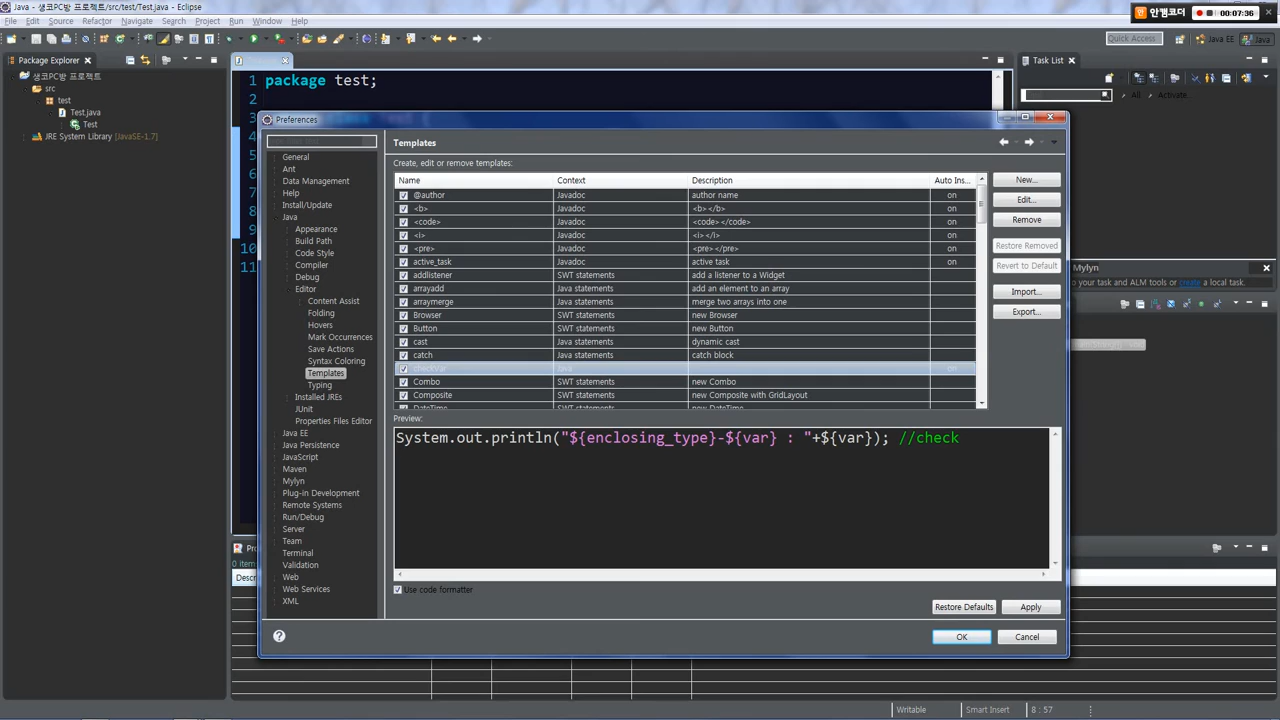 Java - 생코PC방 프로젝트/src/test/Test.java - Eclipse
File Edit Source Refactor Navigate Search Project Run Window Help
안캠코더 00:07:36
Quick Access Java EE Java
Package Explorer
생코PC방 프로젝트
src
test
Test.java
Test
JRE System Library [JavaSE-1.7]
1 package test;
2
3
4
5
6
7
8
9
10
11
Task List
All Activate...
Mylyn
to your task and ALM tools or create a local task.
Preferences
General
Ant
Data Management
Help
Install/Update
Java
Appearance
Build Path
Code Style
Compiler
Debug
Editor
Content Assist
Folding
Hovers
Mark Occurrences
Save Actions
Syntax Coloring
Templates
Typing
Installed JREs
JUnit
Properties Files Editor
Java EE
Java Persistence
JavaScript
Maven
Mylyn
Plug-in Development
Remote Systems
Run/Debug
Server
Team
Terminal
Validation
Web
Web Services
XML
Templates
Create, edit or remove templates:
Name Context Description Auto Ins...
@author Javadoc author name on
<b> Javadoc <b></b> on
<code> Javadoc <code></code> on
<i> Javadoc <i></i> on
<pre> Javadoc <pre></pre> on
active_task Javadoc active task on
addlistener SWT statements add a listener to a Widget
arrayadd Java statements add an element to an array
arraymerge Java statements merge two arrays into one
Browser SWT statements new Browser
Button SWT statements new Button
cast Java statements dynamic cast
catch Java statements catch block
checkvar Java on
Combo SWT statements new Combo
Composite SWT statements new Composite with GridLayout
DateTime SWT statements new DateTime
New...
Edit...
Remove
Restore Removed
Revert to Default
Import...
Export...
Preview:
System.out.println("${enclosing_type}-${var} : "+${var}); //check
Use code formatter
Restore Defaults Apply
OK Cancel
0 item
Descr
Writable Smart Insert 8 : 57